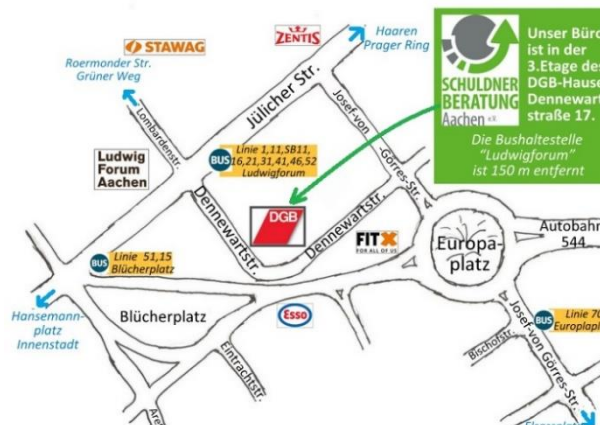 STAWAG
ZENTIS
Haaren
Prager Ring
Roermonder Str.
Grüner Weg
Jülicher Str.
Lombardenstr.
Josef-von
-Görres-Str.
SCHULDNER
BERATUNG
Aachen e.V.
Unser Büro
ist in der
3.Etage des
DGB-Hauses
Dennewart
straße 17.
Die Bushaltestelle
"Ludwigforum"
ist 150 m entfernt
Ludwig
Forum
Aachen
BUS
Linie 1,11,SB11,
16,21,31,41,46,52
Ludwigforum
Dennewartstr.
DGB
Dennewartstr.
FITX
FOR ALL OF US
Europa-
platz
Autobahn
544
BUS
Linie 51,15
Blücherplatz
Hansemann-
platz
Innenstadt
Blücherplatz
Esso
Eintrachtstr.
BUS
Linie 70
Bischofstr.
Josef-von Görres-Str.